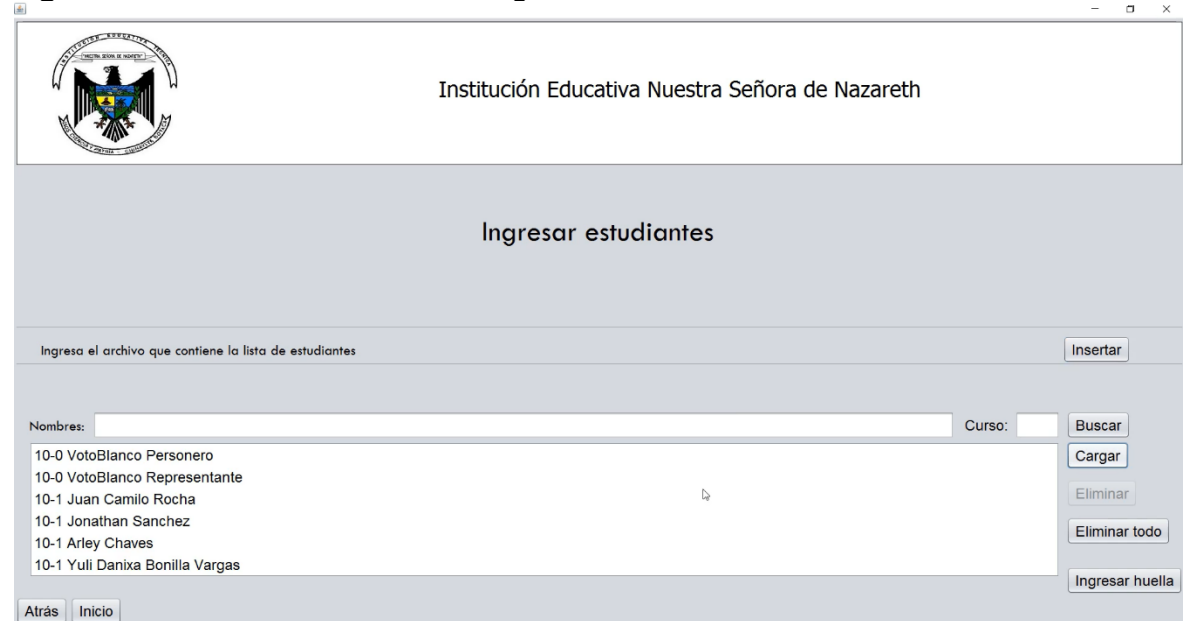 Institución Educativa Nuestra Señora de Nazareth
Ingresar estudiantes
Ingresa el archivo que contiene la lista de estudiantes Insertar
Nombres: Curso: Buscar
10-0 VotoBlanco Personero
Cargar
10-0 VotoBlanco Representante
10-1 Juan Camilo Rocha
Eliminar
10-1 Jonathan Sanchez
Eliminar todo
10-1 Arley Chaves
10-1 Yuli Danixa Bonilla Vargas
Ingresar huella
Atrás Inicio